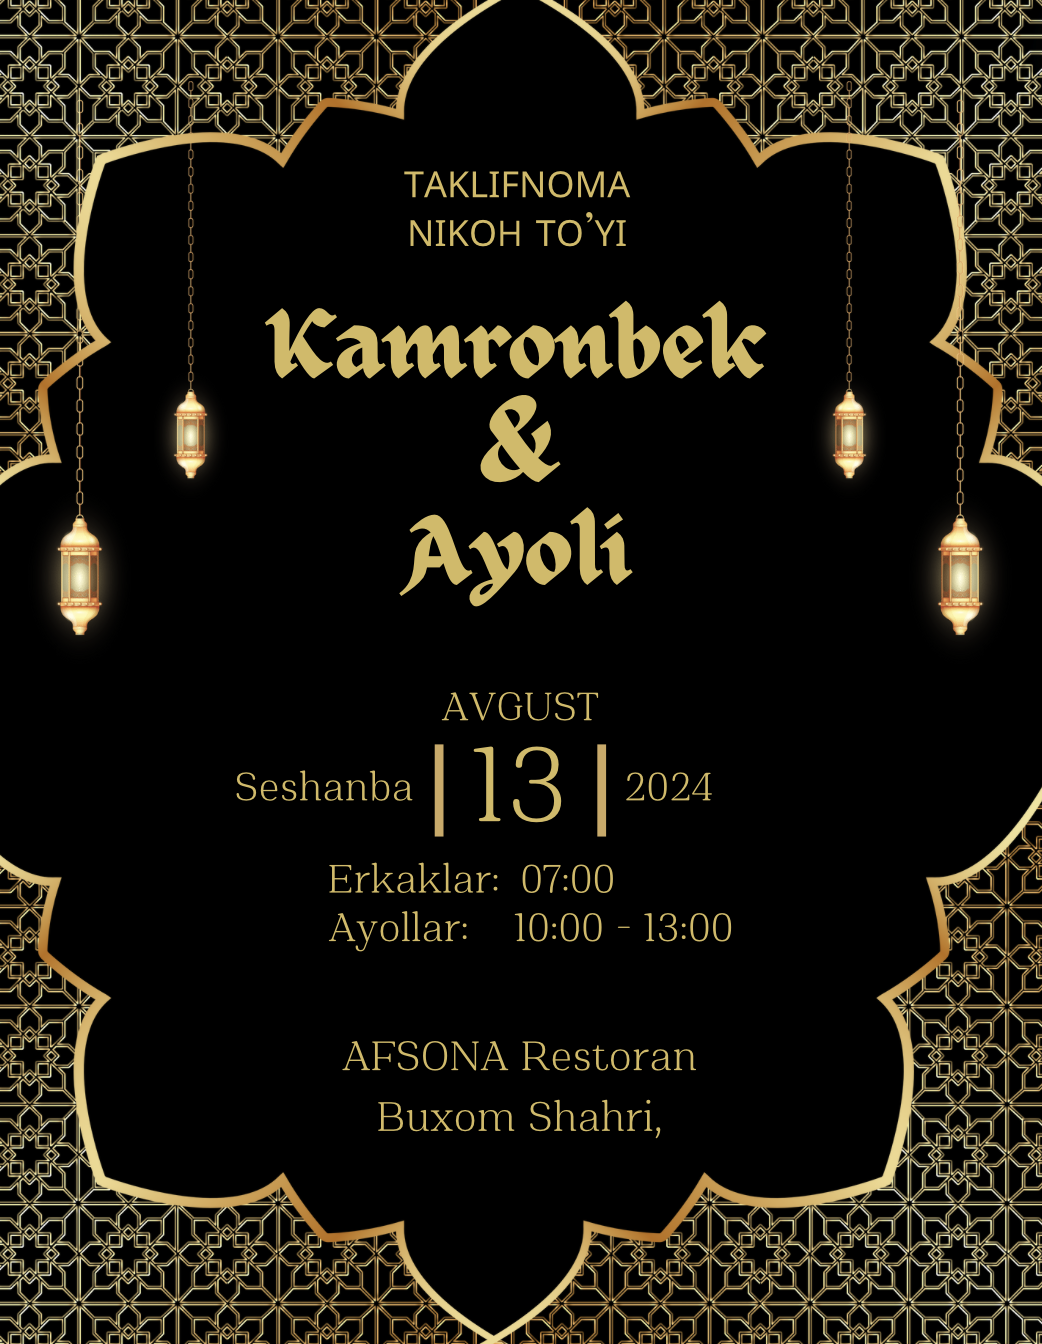 TAKLIFNOMA
NIKOH TO’YI
Kamronbek
&
Ayoli
AVGUST
Seshanba | 13 | 2024
Erkaklar: 07:00
Ayollar: 10:00 - 13:00
AFSONA Restoran
Buxom Shahri,